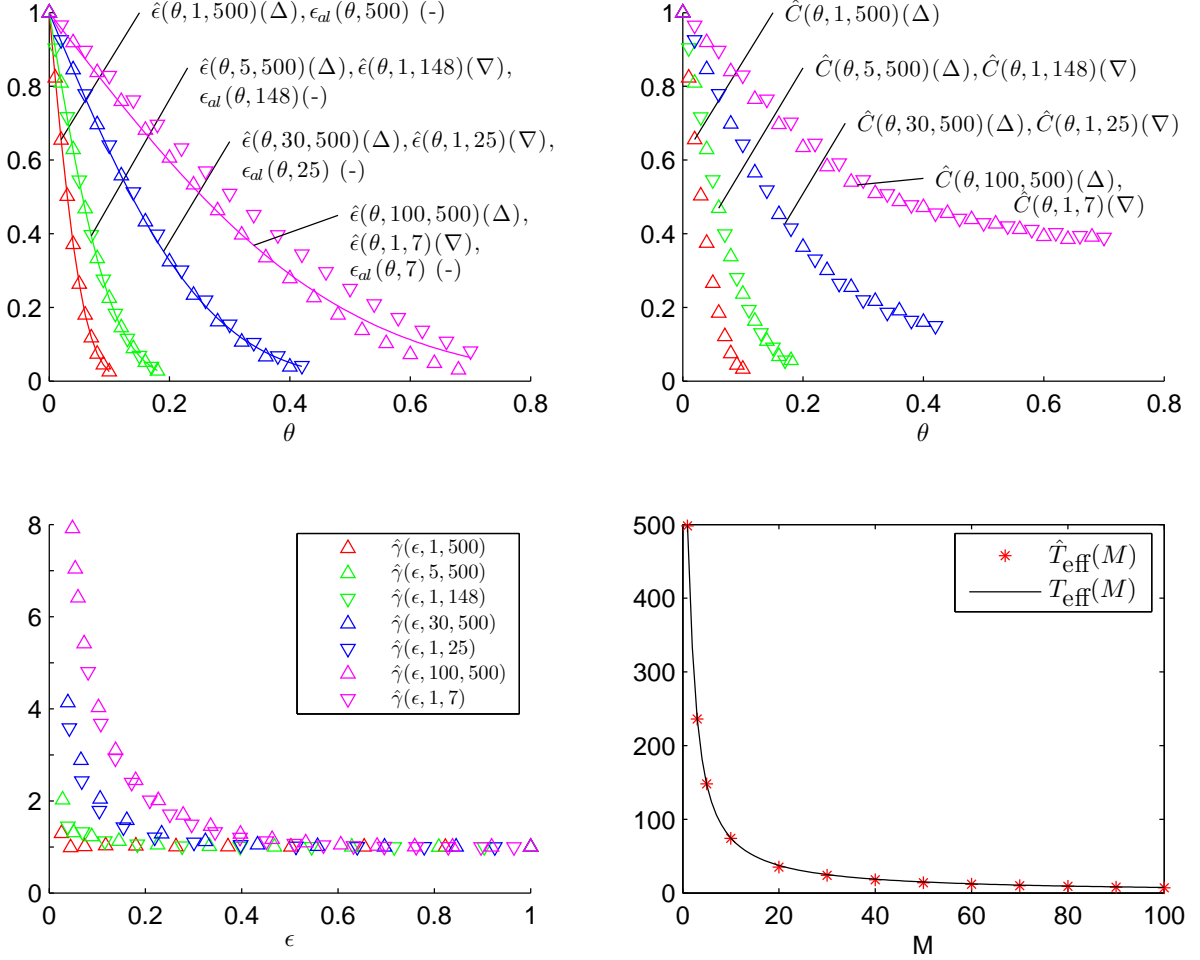 1
0.8
0.6
0.4
0.2
0
0 0.2 0.4 0.6 0.8
θ
ε̂(θ, 1, 500)(Δ), ε_al(θ, 500) (-)
ε̂(θ, 5, 500)(Δ), ε̂(θ, 1, 148)(∇),
ε_al(θ, 148)(-)
ε̂(θ, 30, 500)(Δ), ε̂(θ, 1, 25)(∇),
ε_al(θ, 25) (-)
ε̂(θ, 100, 500)(Δ),
ε̂(θ, 1, 7)(∇),
ε_al(θ, 7) (-)
1
0.8
0.6
0.4
0.2
0
0 0.2 0.4 0.6 0.8
θ
Ĉ(θ, 1, 500)(Δ)
Ĉ(θ, 5, 500)(Δ), Ĉ(θ, 1, 148)(∇)
Ĉ(θ, 30, 500)(Δ), Ĉ(θ, 1, 25)(∇)
Ĉ(θ, 100, 500)(Δ),
Ĉ(θ, 1, 7)(∇)
8
6
4
2
0
0 0.2 0.4 0.6 0.8 1
ϵ
γ̂(ϵ, 1, 500)
γ̂(ϵ, 5, 500)
γ̂(ϵ, 1, 148)
γ̂(ϵ, 30, 500)
γ̂(ϵ, 1, 25)
γ̂(ϵ, 100, 500)
γ̂(ϵ, 1, 7)
500
400
300
200
100
0
0 20 40 60 80 100
M
T̂_eff(M)
T_eff(M)